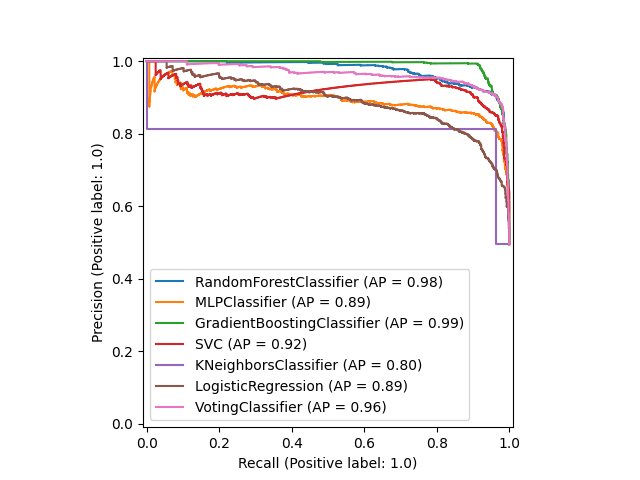 1.0
0.8
0.6
0.4
0.2
0.0
Precision (Positive label: 1.0)
RandomForestClassifier (AP = 0.98)
MLPClassifier (AP = 0.89)
GradientBoostingClassifier (AP = 0.99)
SVC (AP = 0.92)
KNeighborsClassifier (AP = 0.80)
LogisticRegression (AP = 0.89)
VotingClassifier (AP = 0.96)
0.0 0.2 0.4 0.6 0.8 1.0
Recall (Positive label: 1.0)